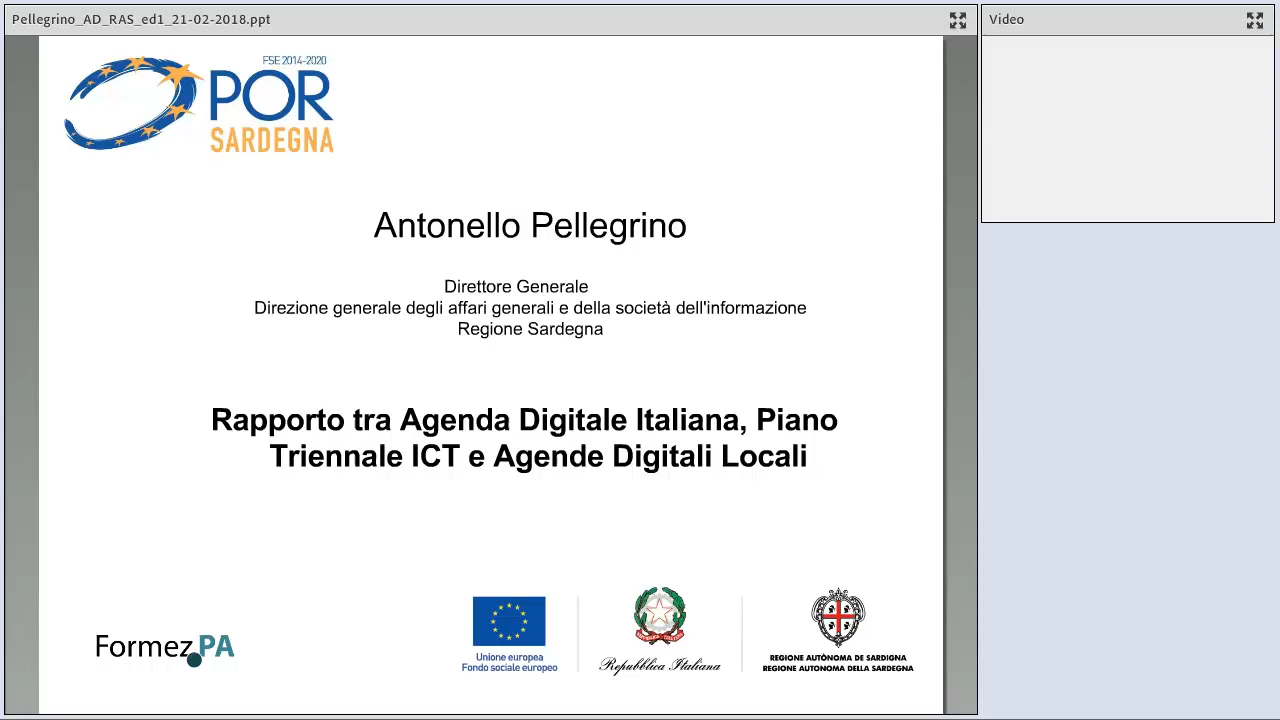 Pellegrino_AD_RAS_ed1_21-02-2018.ppt
Video
FSE 2014-2020
POR
SARDEGNA
Antonello Pellegrino
Direttore Generale
Direzione generale degli affari generali e della società dell'informazione
Regione Sardegna
Rapporto tra Agenda Digitale Italiana, Piano
Triennale ICT e Agende Digitali Locali
Formez PA
Unione europea
Fondo sociale europeo
Repubblica Italiana
REGIONE AUTÒNOMA DE SARDIGNA
REGIONE AUTONOMA DELLA SARDEGNA